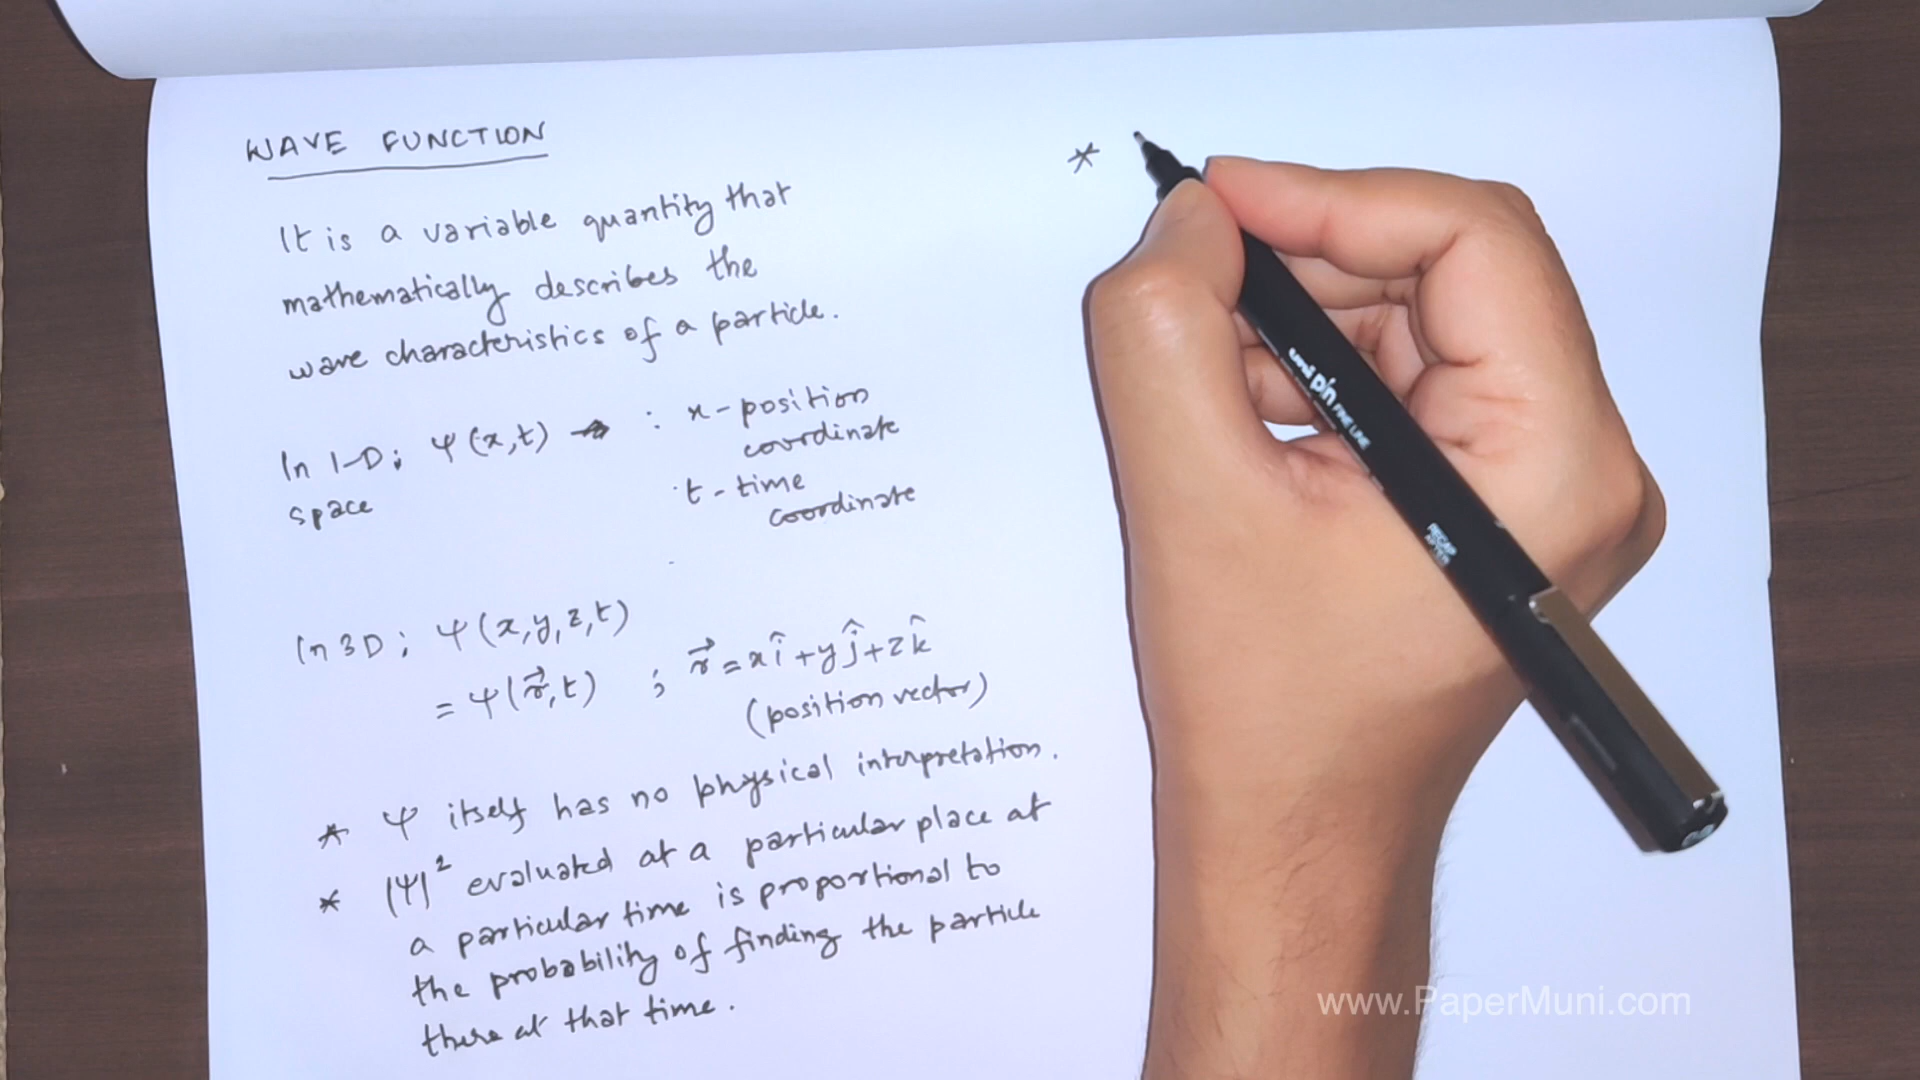 WAVE FUNCTION
It is a variable quantity that
mathematically describes the
wave characteristics of a particle.
In 1-D; ψ(x,t) → : x - position
coordinate
space
t - time
coordinate
In 3D; ψ(x,y,z,t)
= ψ(r⃗,t) ; r⃗ = xî + yĵ + zk̂
(position vector)
* ψ itself has no physical interpretation.
* |ψ|² evaluated at a particular place at
a particular time is proportional to
the probability of finding the particle
there at that time.
*
uni pin FINE LINE
RECAP
AFTER
www.PaperMuni.com